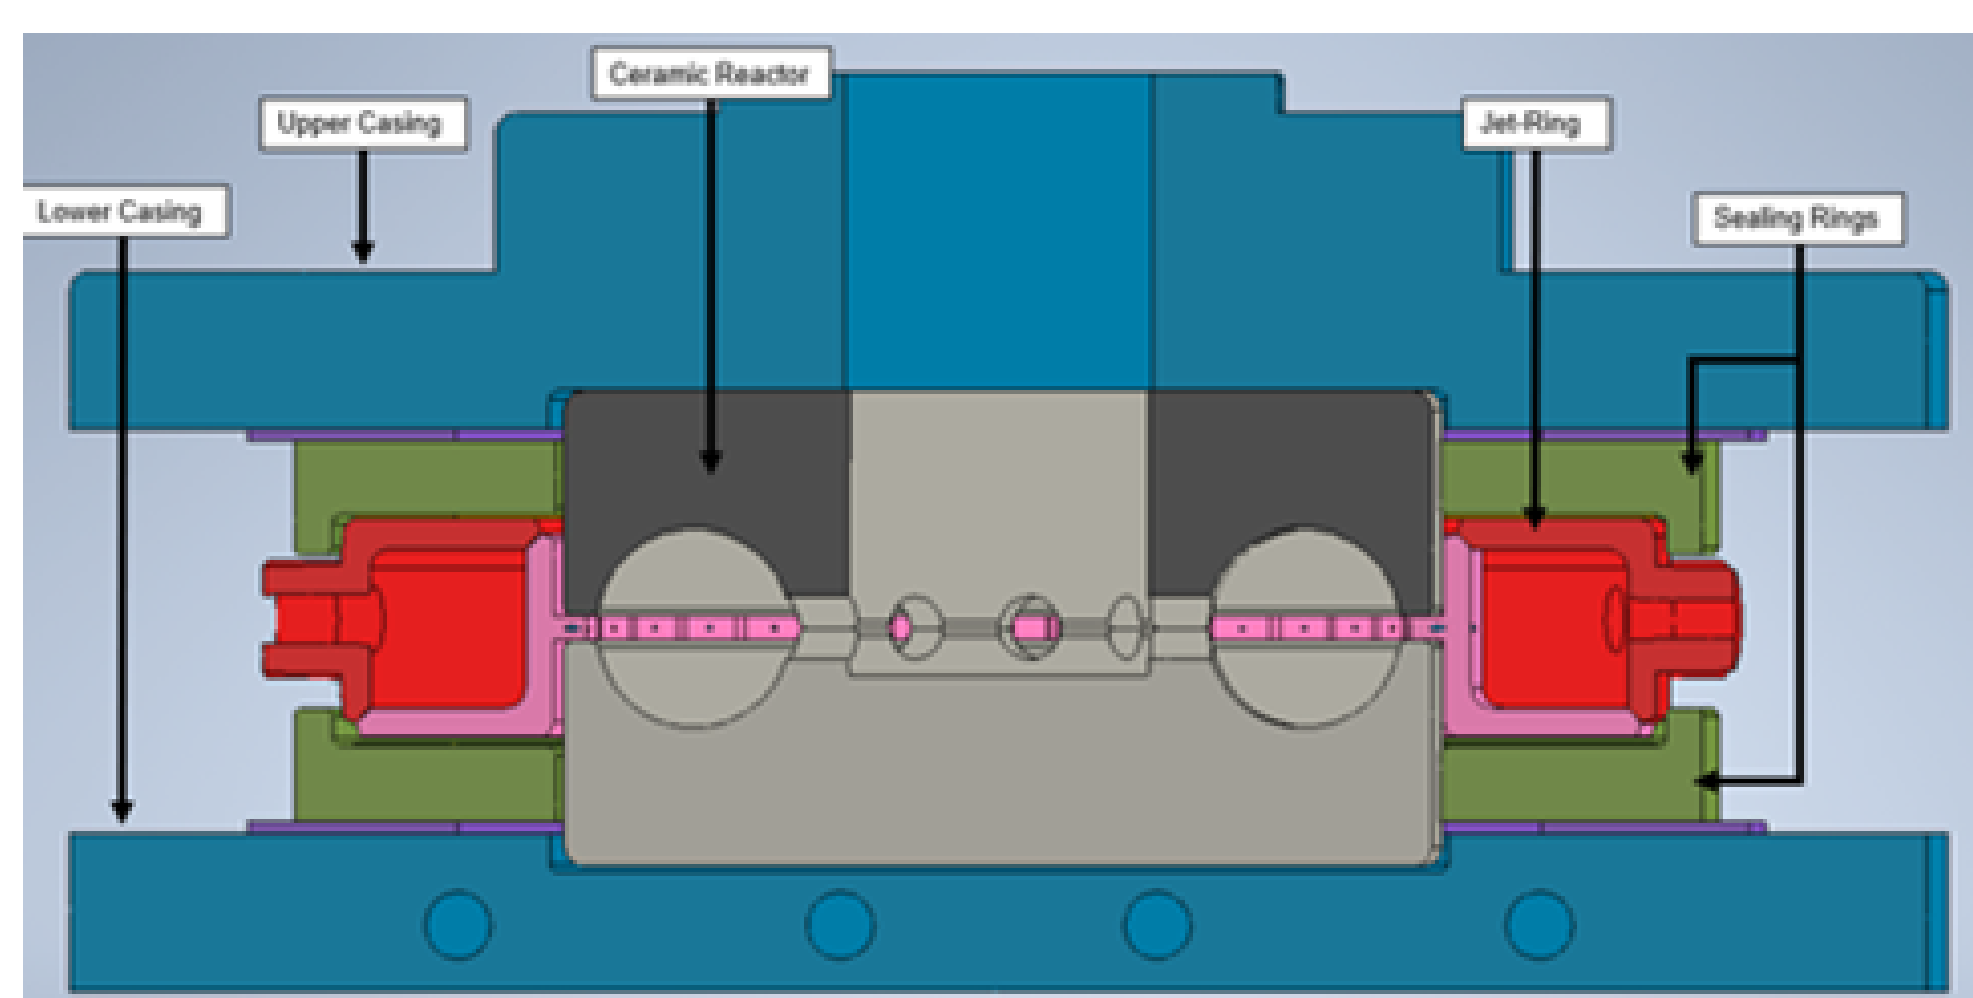 Ceramic Reactor
Upper Casing
Jet-Ring
Lower Casing
Sealing Rings